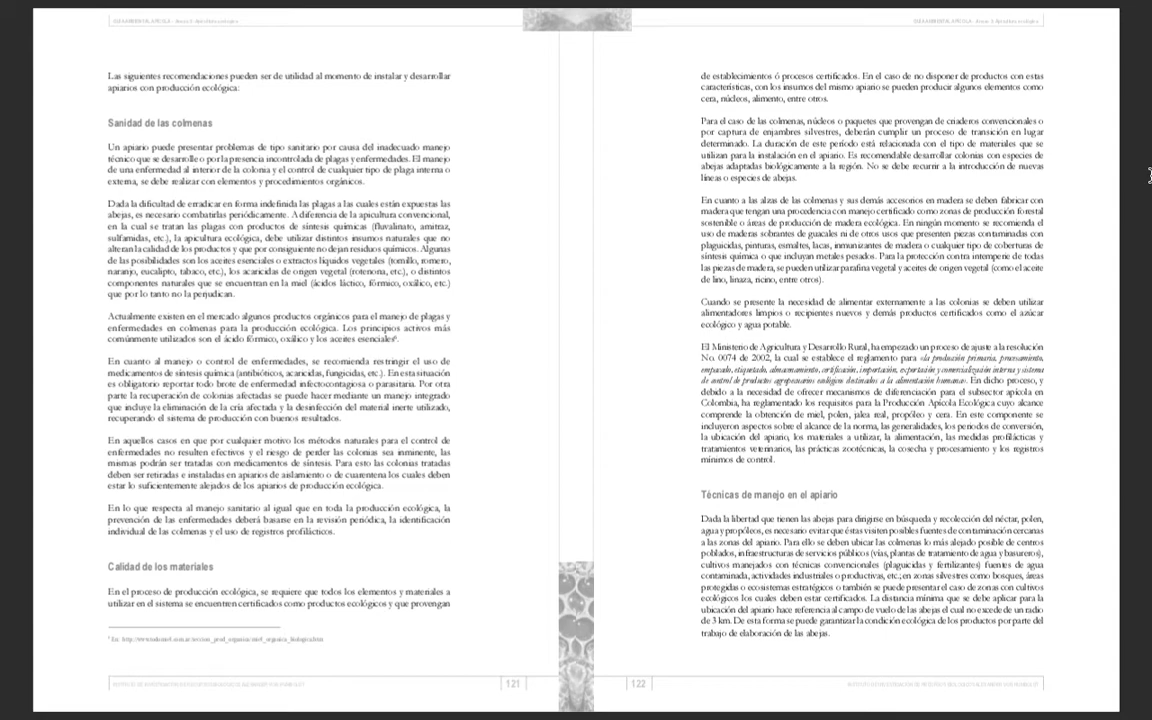 GUIA AMBIENTAL APICOLA - Anexo 3: Apicultura ecológica
Las siguientes recomendaciones pueden ser de utilidad al momento de instalar y desarrollar
apiarios con producción ecológica:
Sanidad de las colmenas
Un apiario puede presentar problemas de tipo sanitario por causa del inadecuado manejo
técnico que se desarrolle o por la presencia incontrolada de plagas y enfermedades. El manejo
de una enfermedad al interior de la colonia y el control de cualquier tipo de plaga interna o
externa, se debe realizar con elementos y procedimientos orgánicos.
Dada la dificultad de erradicar en forma indefinida las plagas a las cuales están expuestas las
abejas, es necesario combatirlas periódicamente. A diferencia de la apicultura convencional,
en la cual se tratan las plagas con productos de síntesis químicas (fluvalinato, amitraz,
sulfamidas, etc.), la apicultura ecológica, debe utilizar distintos insumos naturales que no
alteran la calidad de los productos y que por consiguiente no dejan residuos químicos. Algunas
de las posibilidades son los aceites esenciales o extractos líquidos vegetales (tomillo, romero,
naranjo, eucalipto, tabaco, etc.), los acaricidas de origen vegetal (rotenona, etc.), o distintos
componentes naturales que se encuentran en la miel (ácidos láctico, fórmico, oxálico, etc.)
que por lo tanto no la perjudican.
Actualmente existen en el mercado algunos productos orgánicos para el manejo de plagas y
enfermedades en colmenas para la producción ecológica. Los principios activos más
comúnmente utilizados son el ácido fórmico, oxálico y los aceites esenciales⁶.
En cuanto al manejo o control de enfermedades, se recomienda restringir el uso de
medicamentos de síntesis química (antibióticos, acaricidas, fungicidas, etc.). En esta situación
es obligatorio reportar todo brote de enfermedad infectocontagiosa o parasitaria. Por otra
parte la recuperación de colonias afectadas se puede hacer mediante un manejo integrado
que incluye la eliminación de la cría afectada y la desinfección del material inerte utilizado,
recuperando el sistema de producción con buenos resultados.
En aquellos casos en que por cualquier motivo los métodos naturales para el control de
enfermedades no resulten efectivos y el riesgo de perder las colonias sea inminente, las
mismas podrán ser tratadas con medicamentos de síntesis. Para esto las colonias tratadas
deben ser retiradas e instaladas en apiarios de aislamiento o de cuarentena los cuales deben
estar lo suficientemente alejados de los apiarios de producción ecológica.
En lo que respecta al manejo sanitario al igual que en toda la producción ecológica, la
prevención de las enfermedades deberá basarse en la revisión periódica, la identificación
individual de las colmenas y el uso de registros profilácticos.
Calidad de los materiales
En el proceso de producción ecológica, se requiere que todos los elementos y materiales a
utilizar en el sistema se encuentren certificados como productos ecológicos y que provengan
121
GUIA AMBIENTAL APICOLA - Anexo 3: Apicultura ecológica
de establecimientos ó procesos certificados. En el caso de no disponer de productos con estas
características, con los insumos del mismo apiario se pueden producir algunos elementos como
cera, núcleos, alimento, entre otros.
Para el caso de las colmenas, núcleos o paquetes que provengan de criaderos convencionales o
por captura de enjambres silvestres, deberán cumplir un proceso de transición en lugar
determinado. La duración de este período está relacionada con el tipo de materiales que se
utilizan para la instalación en el apiario. Es recomendable desarrollar colonias con especies de
abejas adaptadas biológicamente a la región. No se debe recurrir a la introducción de nuevas
líneas o especies de abejas.
En cuanto a las alzas de las colmenas y sus demás accesorios en madera se deben fabricar con
madera que tengan una procedencia con manejo certificado como zonas de producción forestal
sostenible o áreas de producción de madera ecológica. En ningún momento se recomienda el
uso de maderas sobrantes de guacales ni de otros usos que presenten piezas contaminadas con
plaguicidas, pinturas, esmaltes, lacas, inmunizantes de madera o cualquier tipo de coberturas de
síntesis química o que incluyan metales pesados. Para la protección contra intemperie de todas
las piezas de madera, se pueden utilizar parafina vegetal y aceites de origen vegetal (como el aceite
de lino, linaza, ricino, entre otros).
Cuando se presente la necesidad de alimentar externamente a las colonias se deben utilizar
alimentadores limpios o recipientes nuevos y demás productos certificados como el azúcar
ecológico y agua potable.
El Ministerio de Agricultura y Desarrollo Rural, ha empezado un proceso de ajuste a la resolución
No. 0074 de 2002, la cual se establece el reglamento para «la producción primaria, procesamiento,
empacado, etiquetado, almacenamiento, certificación, importación, exportación y comercialización interna y sistema
de control de productos agropecuarios ecológicos destinados a la alimentación humana». En dicho proceso, y
debido a la necesidad de ofrecer mecanismos de diferenciación para el subsector apícola en
Colombia, ha reglamentado los requisitos para la Producción Apícola Ecológica cuyo alcance
comprende la obtención de miel, polen, jalea real, propóleo y cera. En este componente se
incluyeron aspectos sobre el alcance de la norma, las generalidades, los periodos de conversión,
la ubicación del apiario, los materiales a utilizar, la alimentación, las medidas profilácticas y
tratamientos veterinarios, las prácticas zootécnicas, la cosecha y procesamiento y los registros
mínimos de control.
Técnicas de manejo en el apiario
Dada la libertad que tienen las abejas para dirigirse en búsqueda y recolección del néctar, polen,
agua y propóleos, es necesario evitar que éstas visiten posibles fuentes de contaminación cercanas
a las zonas del apiario. Para ello se deben ubicar las colmenas lo más alejado posible de centros
poblados, infraestructuras de servicios públicos (vías, plantas de tratamiento de agua y basureros),
cultivos manejados con técnicas convencionales (plaguicidas y fertilizantes) fuentes de agua
contaminada, actividades industriales o productivas, etc.; en zonas silvestres como bosques, áreas
protegidas o ecosistemas estratégicos o también se puede presentar el caso de zonas con cultivos
ecológicos los cuales deben estar certificados. La distancia mínima que se debe aplicar para la
ubicación del apiario hace referencia al campo de vuelo de las abejas el cual no excede de un radio
de 3 km. De esta forma se puede garantizar la condición ecológica de los productos por parte del
trabajo de elaboración de las abejas.
122